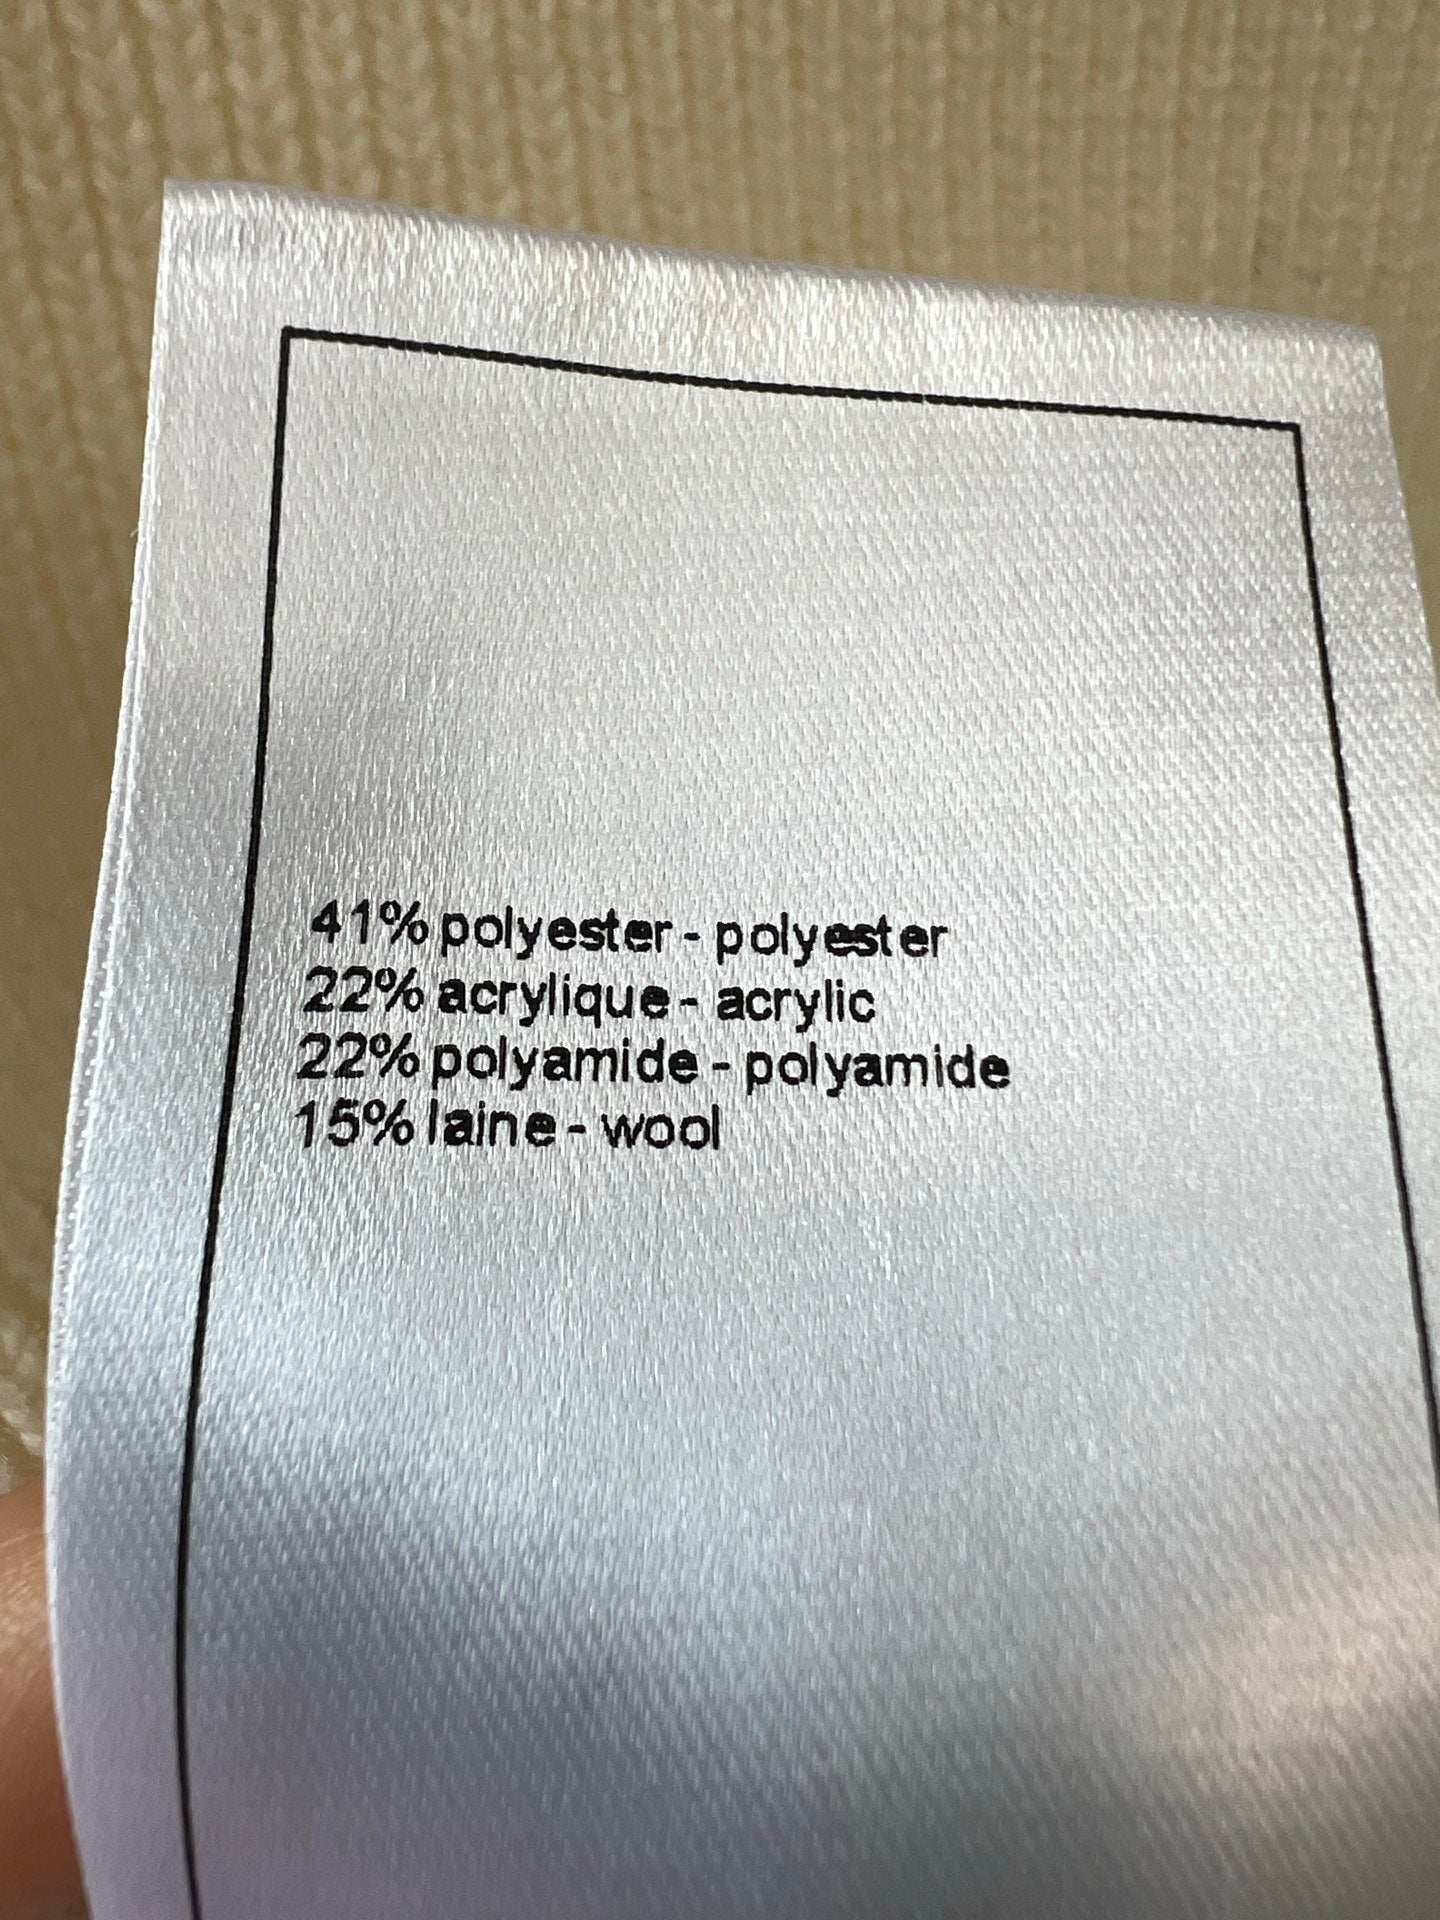 41% polyester - polyester
22% acrylique - acrylic
22% polyamide - polyamide
15% laine - wool